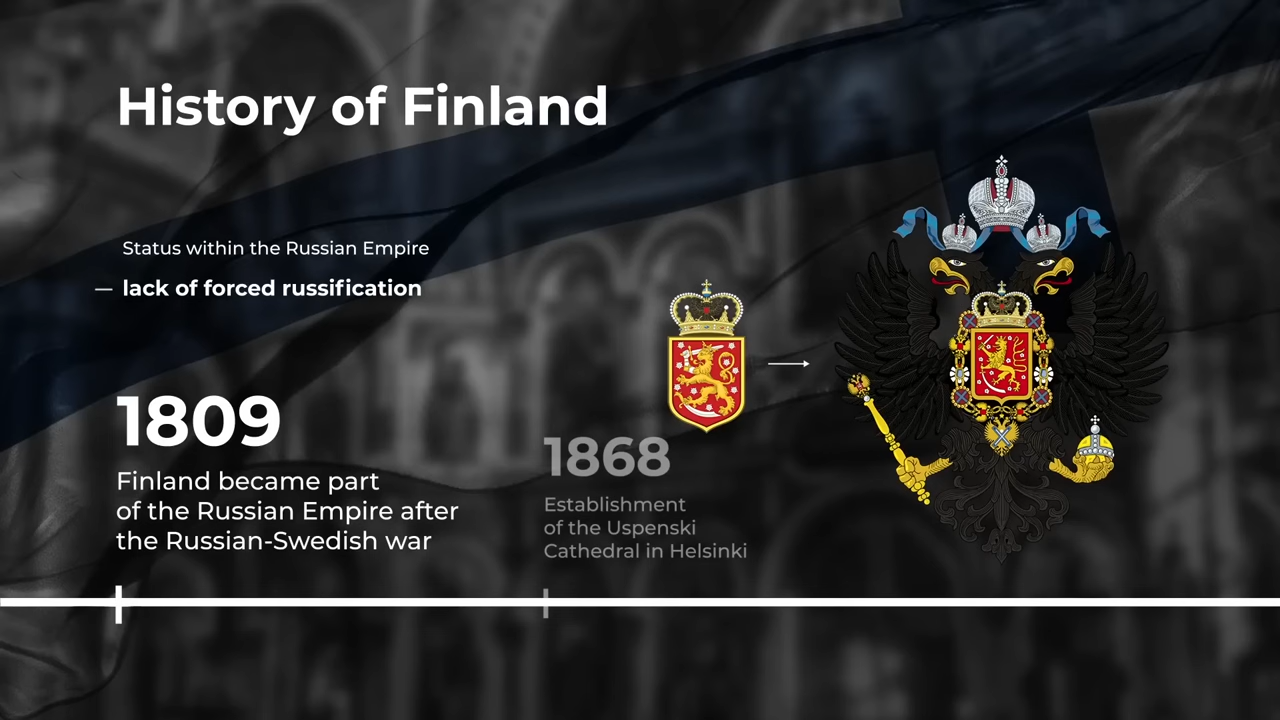 History of Finland
Status within the Russian Empire
— lack of forced russification
1809
Finland became part
of the Russian Empire after
the Russian-Swedish war
1868
Establishment
of the Uspenski
Cathedral in Helsinki